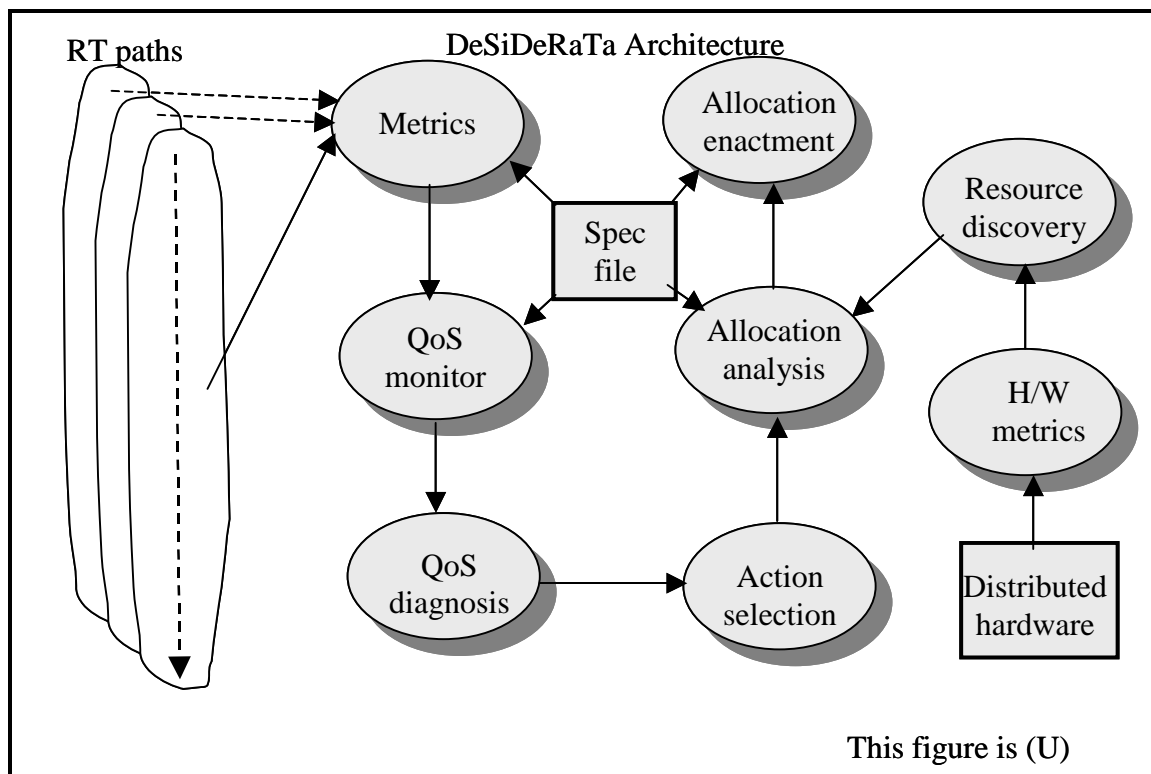 RT paths
DeSiDeRaTa Architecture
Metrics
Allocation
enactment
Resource
discovery
Spec
file
QoS
monitor
Allocation
analysis
H/W
metrics
QoS
diagnosis
Action
selection
Distributed
hardware
This figure is (U)